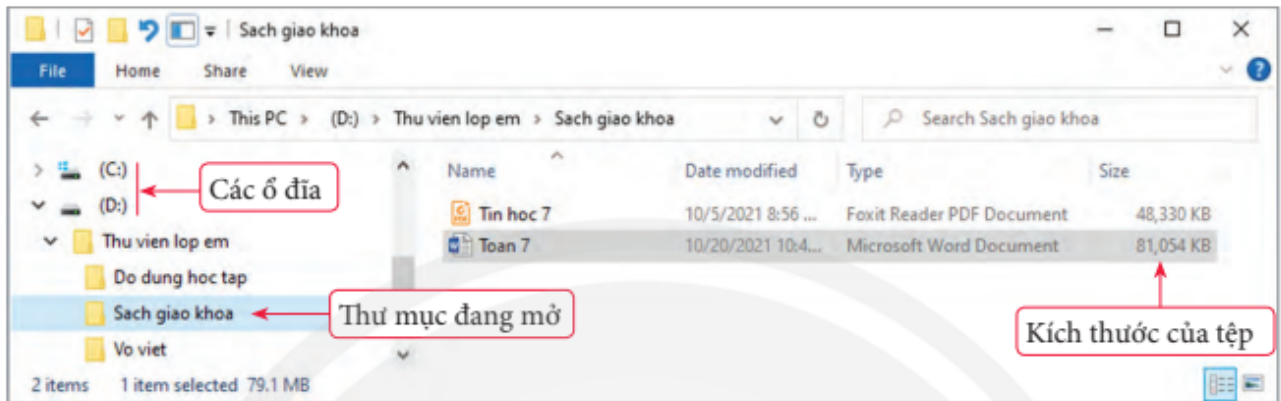 Sach giao khoa
File Home Share View
This PC > (D:) > Thu vien lop em > Sach giao khoa Search Sach giao khoa
(C:) Các ổ đĩa Name Date modified Type Size
(D:) Tin hoc 7 10/5/2021 8:56 ... Foxit Reader PDF Document 48,330 KB
Thu vien lop em Toan 7 10/20/2021 10:4... Microsoft Word Document 81,054 KB
Do dung hoc tap
Sach giao khoa Thư mục đang mở Kích thước của tệp
Vo viet
2 items 1 item selected 79.1 MB